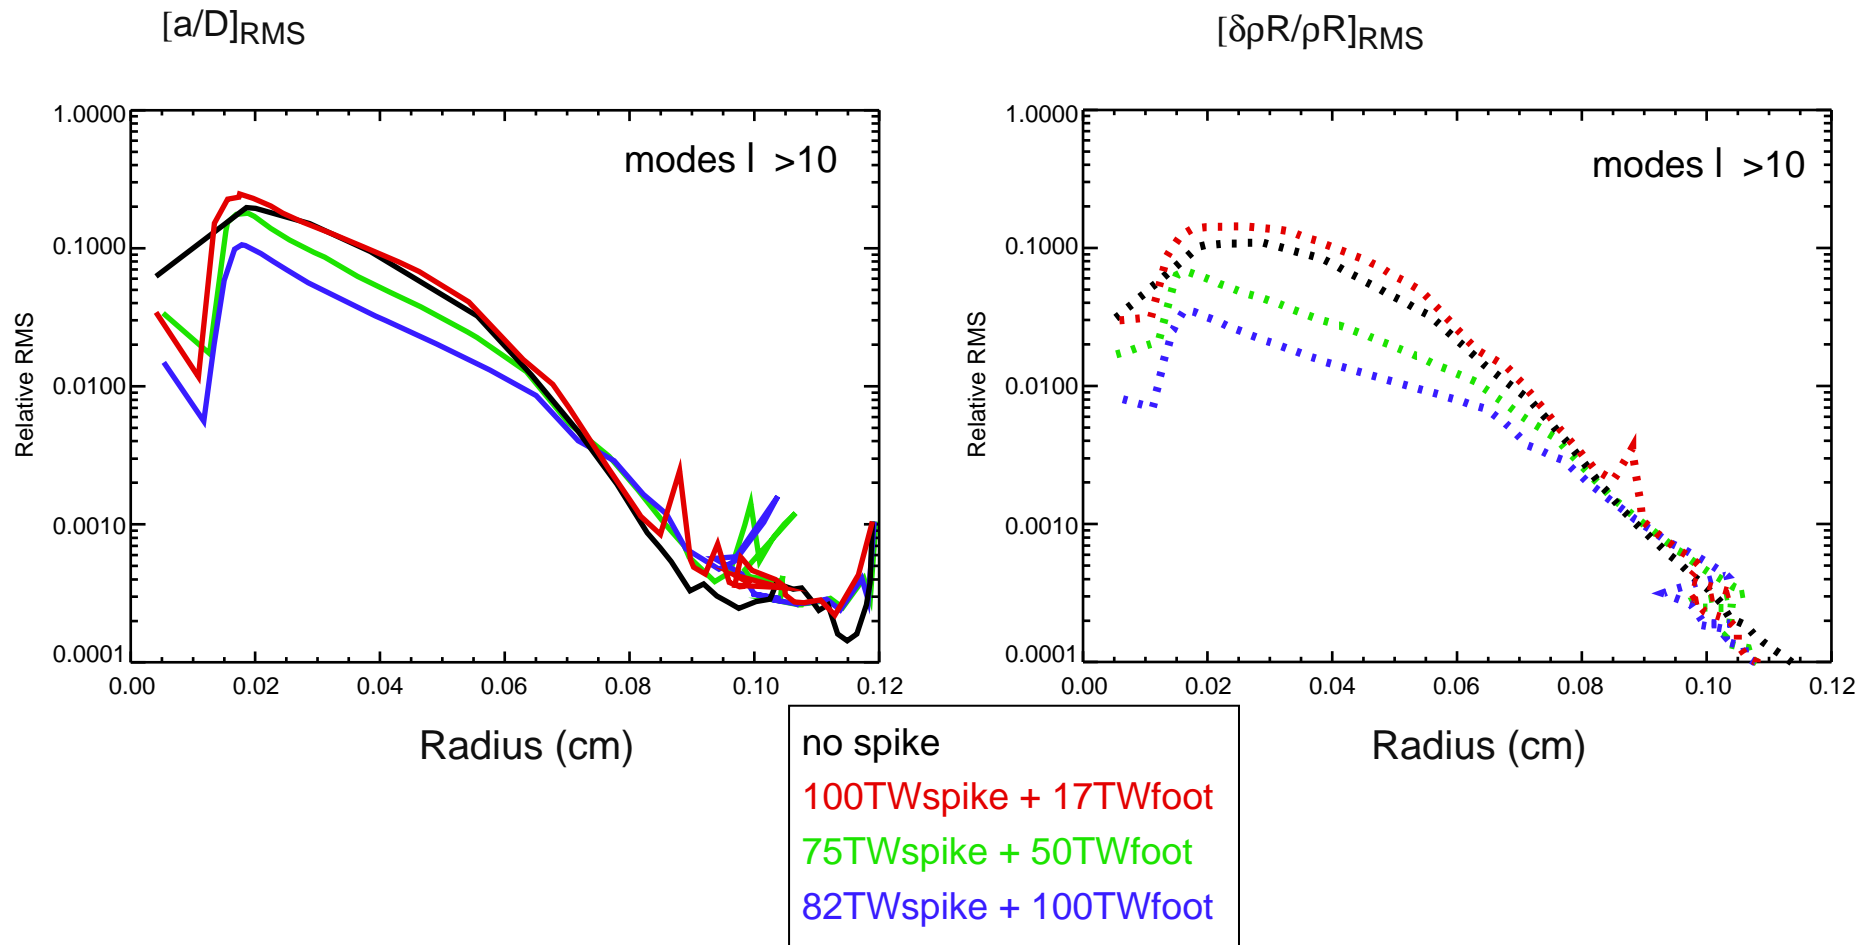 [a/D]RMS
[δρR/ρR]RMS
1.0000
0.1000
0.0100
0.0010
0.0001
Relative RMS
modes l >10
0.00 0.02 0.04 0.06 0.08 0.10 0.12
Radius (cm)
1.0000
0.1000
0.0100
0.0010
0.0001
Relative RMS
modes l >10
0.00 0.02 0.04 0.06 0.08 0.10 0.12
Radius (cm)
no spike
100TWspike + 17TWfoot
75TWspike + 50TWfoot
82TWspike + 100TWfoot